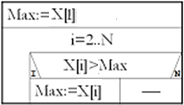 Max:=X[i]
i=2..N
X[i]>Max
I N
Max:=X[i] —